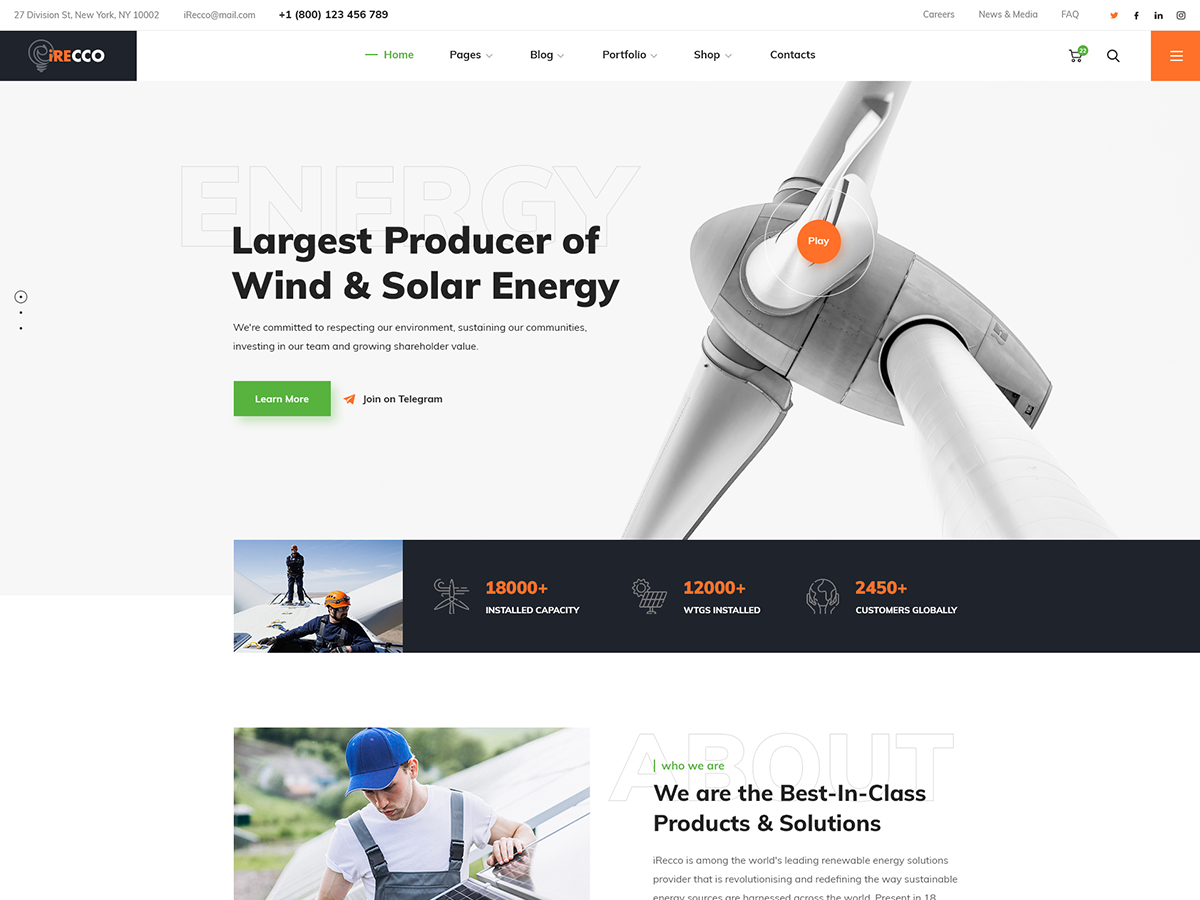 27 Division St, New York, NY 10002 iRecco@mail.com +1 (800) 123 456 789 Careers News & Media FAQ
iRECCO Home Pages Blog Portfolio Shop Contacts 22
ENERGY
Largest Producer of
Wind & Solar Energy
Play
We're committed to respecting our environment, sustaining our communities,
investing in our team and growing shareholder value.
Learn More Join on Telegram
18000+ 12000+ 2450+
INSTALLED CAPACITY WTGS INSTALLED CUSTOMERS GLOBALLY
ABOUT
who we are
We are the Best-In-Class
Products & Solutions
iRecco is among the world's leading renewable energy solutions
provider that is revolutionising and redefining the way sustainable
energy sources are harnessed across the world. Present in 18